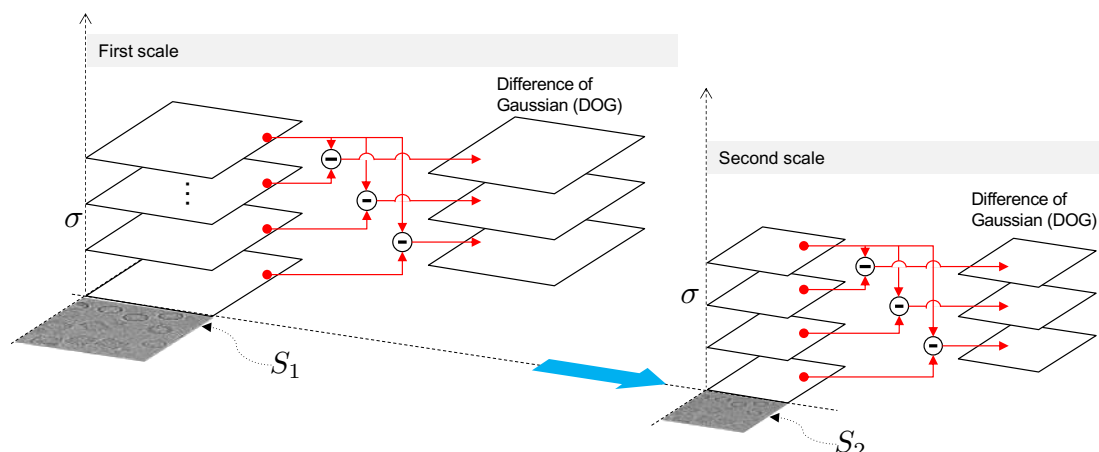 First scale
Difference of
Gaussian (DOG)
σ
S1
Second scale
Difference of
Gaussian (DOG)
σ
S2